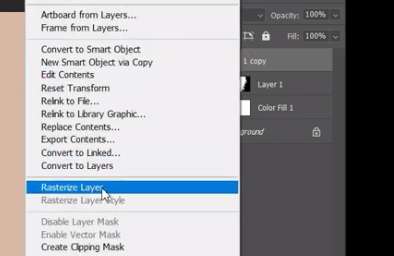 Artboard from Layers...
Opacity: 100%
Frame from Layers...
Fill: 100%
Convert to Smart Object
1 copy
New Smart Object via Copy
Edit Contents
Layer 1
Reset Transform
Relink to File...
Color Fill 1
Relink to Library Graphic...
Replace Contents...
ground
Export Contents...
Convert to Linked...
Convert to Layers
Rasterize Layer
Rasterize Layer Style
Disable Layer Mask
Enable Vector Mask
Create Clipping Mask